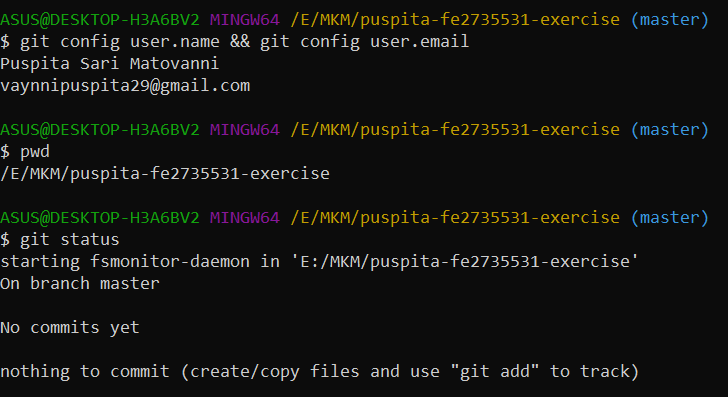 ASUS@DESKTOP-H3A6BV2 MINGW64 /E/MKM/puspita-fe2735531-exercise (master)
$ git config user.name && git config user.email
Puspita Sari Matovanni
vaynnipuspita29@gmail.com
ASUS@DESKTOP-H3A6BV2 MINGW64 /E/MKM/puspita-fe2735531-exercise (master)
$ pwd
/E/MKM/puspita-fe2735531-exercise
ASUS@DESKTOP-H3A6BV2 MINGW64 /E/MKM/puspita-fe2735531-exercise (master)
$ git status
starting fsmonitor-daemon in 'E:/MKM/puspita-fe2735531-exercise'
On branch master
No commits yet
nothing to commit (create/copy files and use "git add" to track)